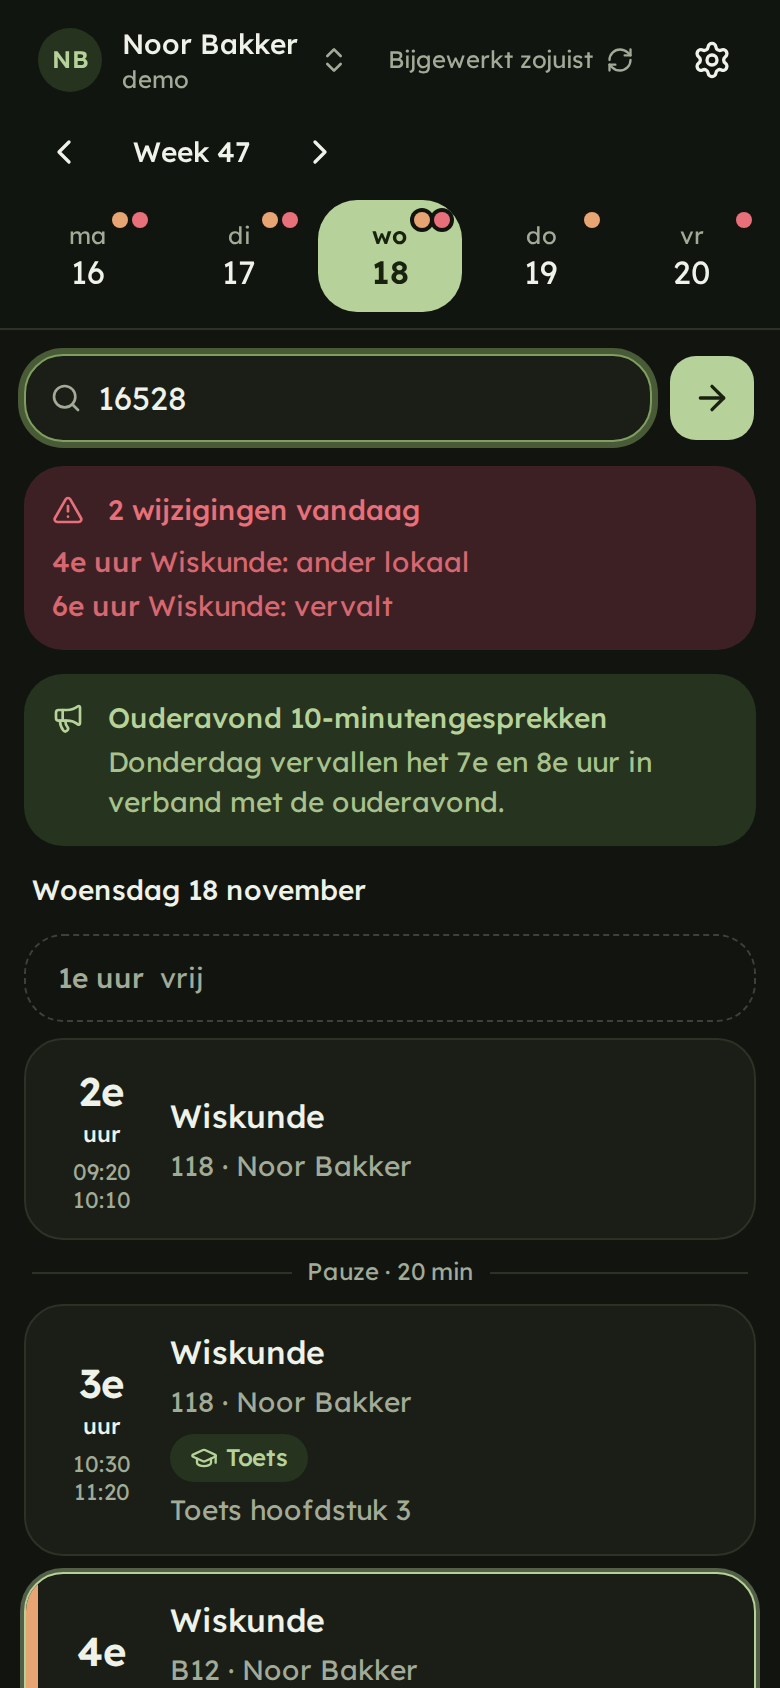 NB
Noor Bakker
demo
Bijgewerkt zojuist
Week 47
ma
16
di
17
wo
18
do
19
vr
20
16528
2 wijzigingen vandaag
4e uur Wiskunde: ander lokaal
6e uur Wiskunde: vervalt
Ouderavond 10-minutengesprekken
Donderdag vervallen het 7e en 8e uur in
verband met de ouderavond.
Woensdag 18 november
1e uur vrij
2e
uur
09:20
10:10
Wiskunde
118 · Noor Bakker
Pauze · 20 min
3e
uur
10:30
11:20
Wiskunde
118 · Noor Bakker
Toets
Toets hoofdstuk 3
4e
Wiskunde
B12 · Noor Bakker